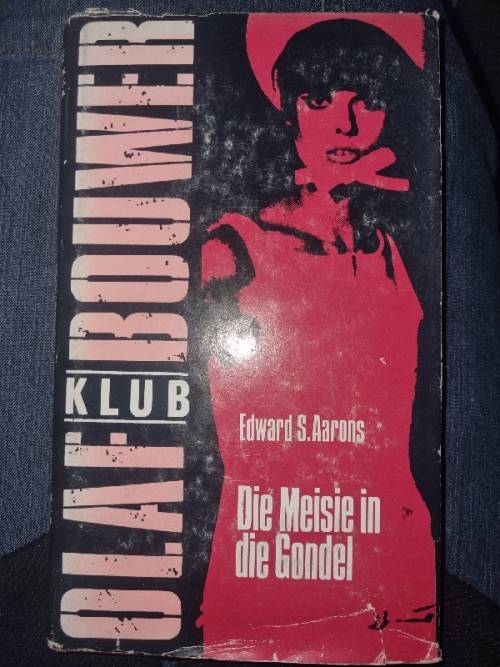 OLAF BOUWER
KLUB
Edward S. Aarons
Die Meisie in
die Gondel